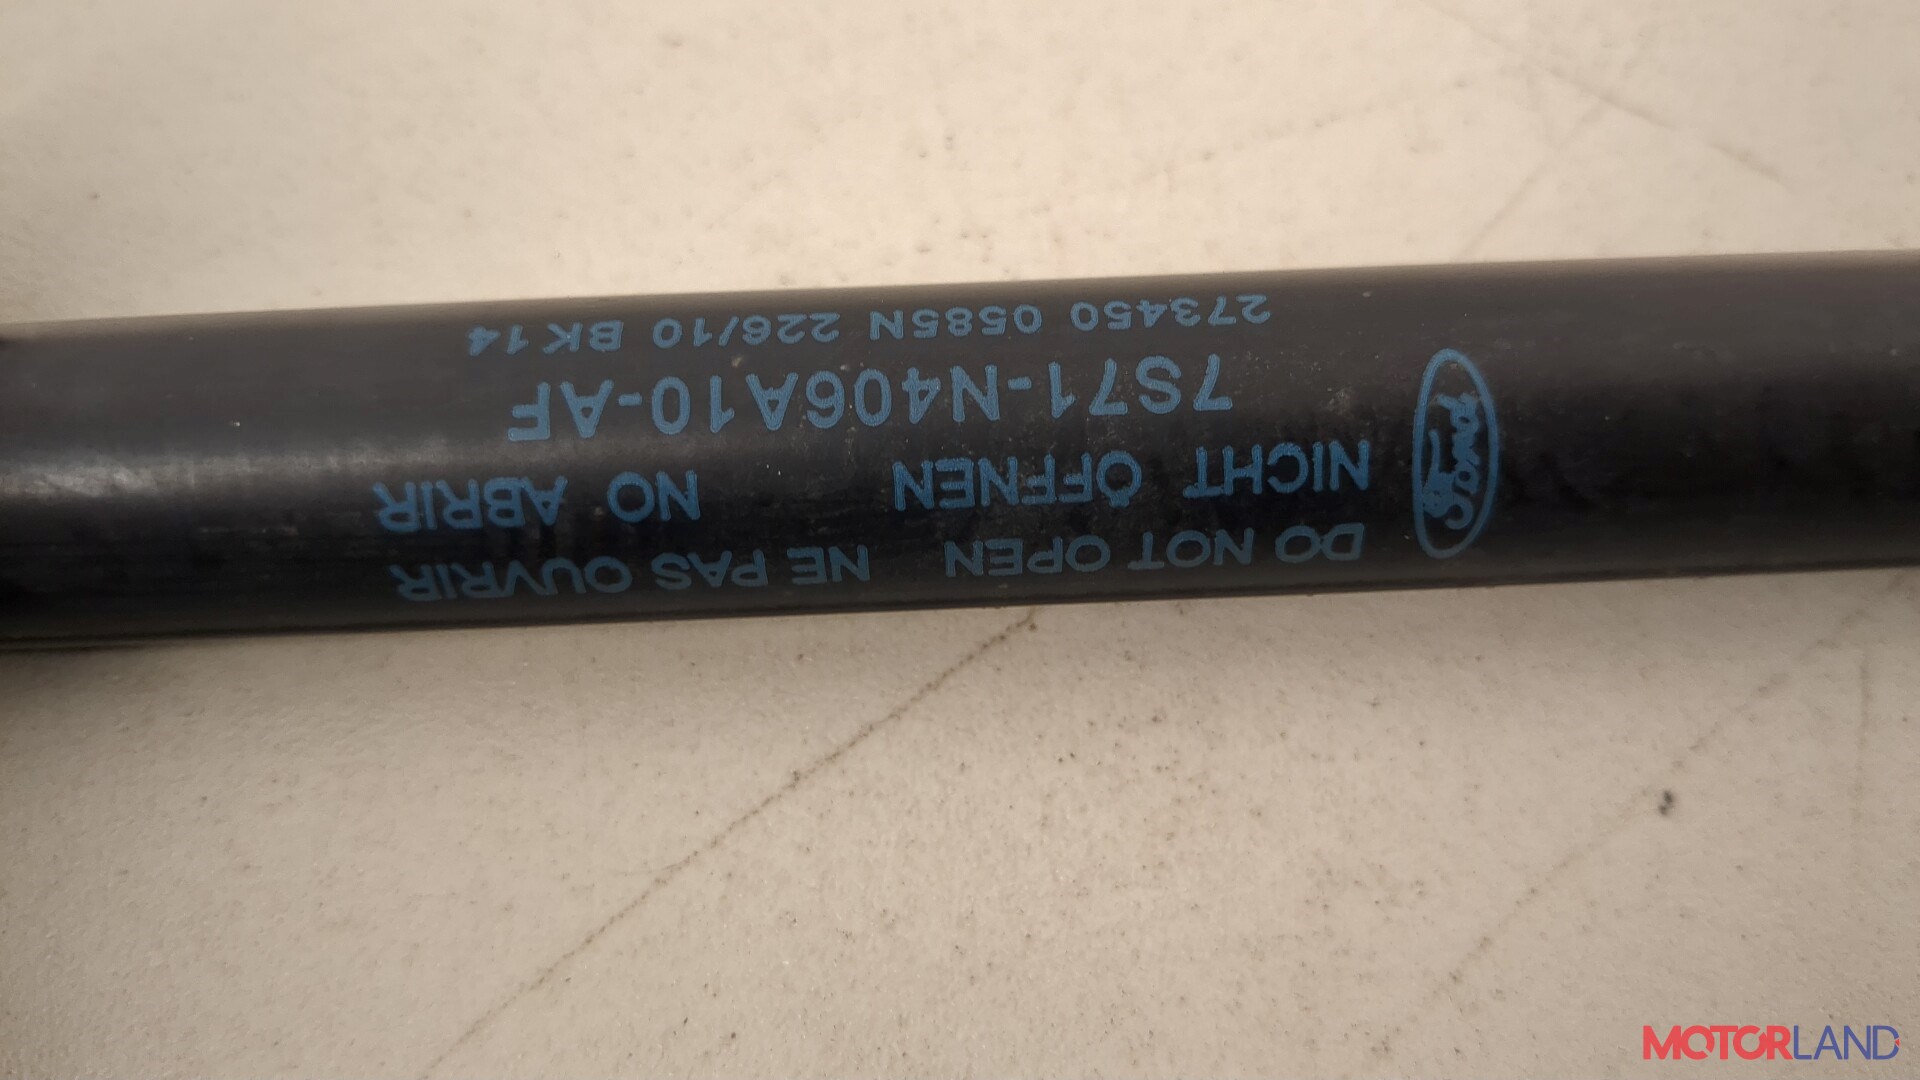 Ford
DO NOT OPEN NE PAS OUVRIR
NICHT ÖFFNEN NO ABRIR
7S71-N406A10-AF
273450 0585N 226/10 BK14
MOTORLAND